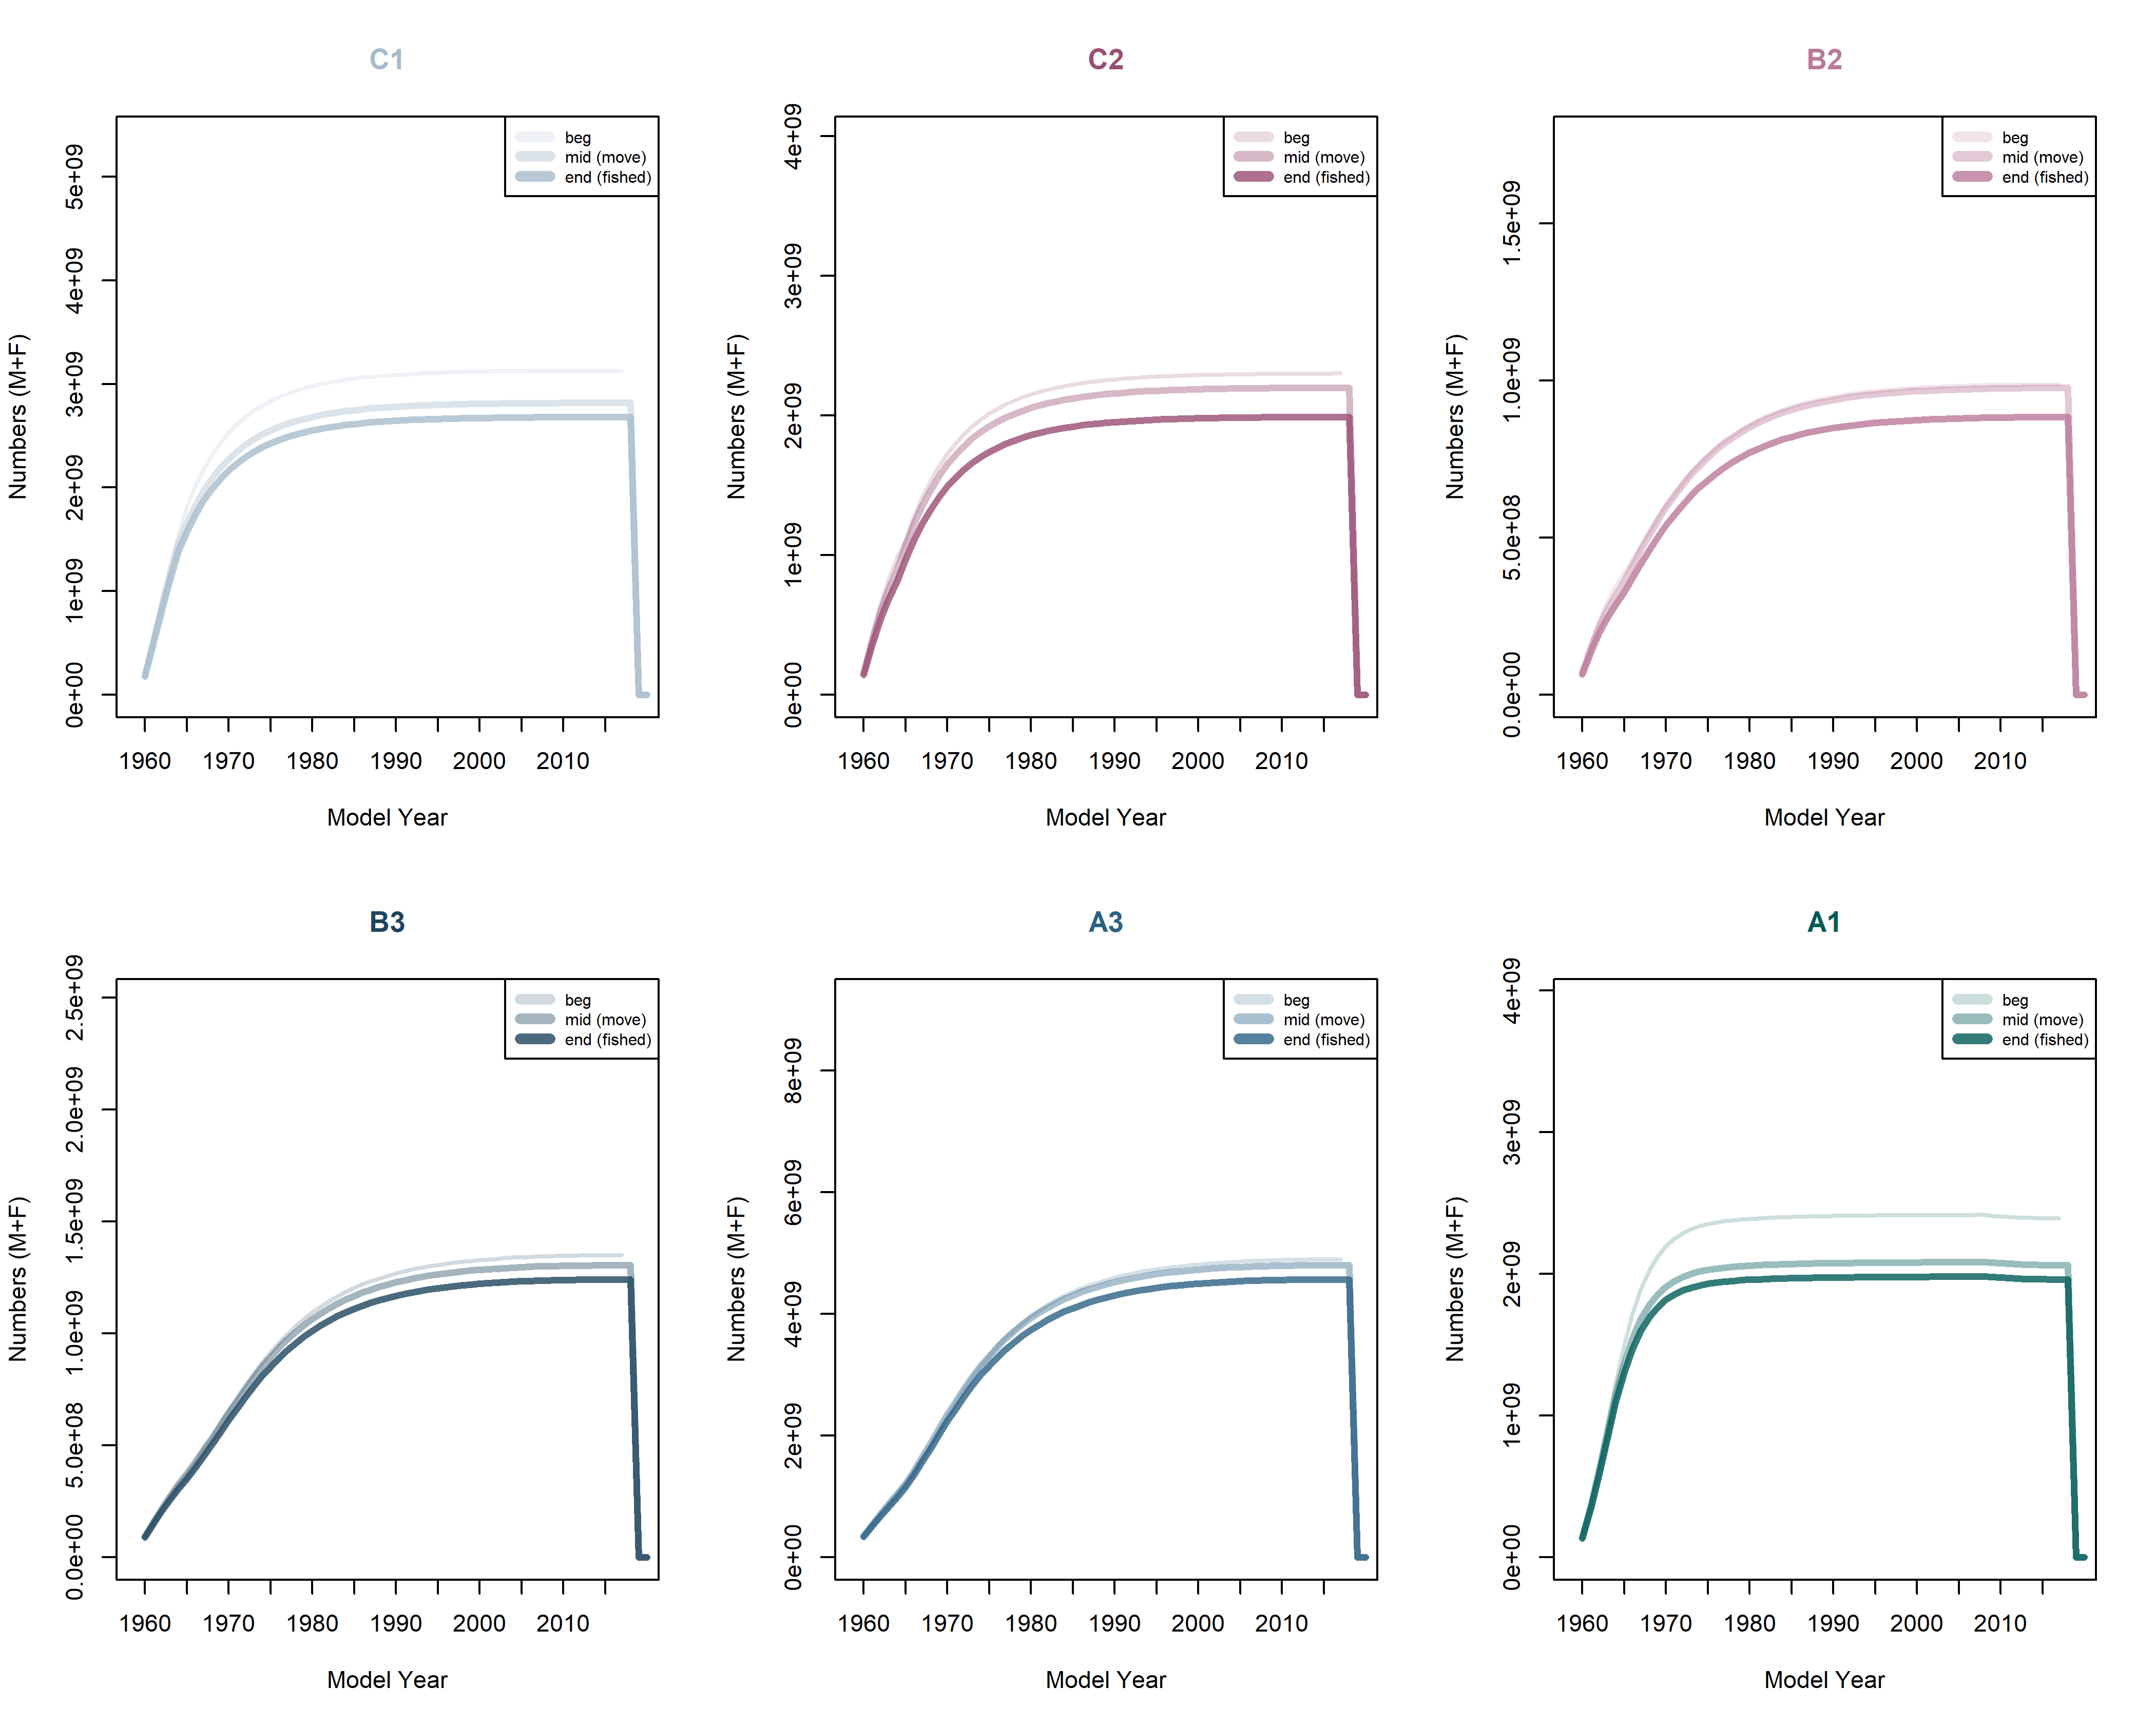 C1
beg
mid (move)
end (fished)
Numbers (M+F)
5e+09
4e+09
3e+09
2e+09
1e+09
0e+00
1960 1970 1980 1990 2000 2010
Model Year
C2
beg
mid (move)
end (fished)
Numbers (M+F)
4e+09
3e+09
2e+09
1e+09
0e+00
1960 1970 1980 1990 2000 2010
Model Year
B2
beg
mid (move)
end (fished)
Numbers (M+F)
1.5e+09
1.0e+09
5.0e+08
0.0e+00
1960 1970 1980 1990 2000 2010
Model Year
B3
beg
mid (move)
end (fished)
Numbers (M+F)
2.5e+09
2.0e+09
1.5e+09
1.0e+09
5.0e+08
0.0e+00
1960 1970 1980 1990 2000 2010
Model Year
A3
beg
mid (move)
end (fished)
Numbers (M+F)
8e+09
6e+09
4e+09
2e+09
0e+00
1960 1970 1980 1990 2000 2010
Model Year
A1
beg
mid (move)
end (fished)
Numbers (M+F)
4e+09
3e+09
2e+09
1e+09
0e+00
1960 1970 1980 1990 2000 2010
Model Year